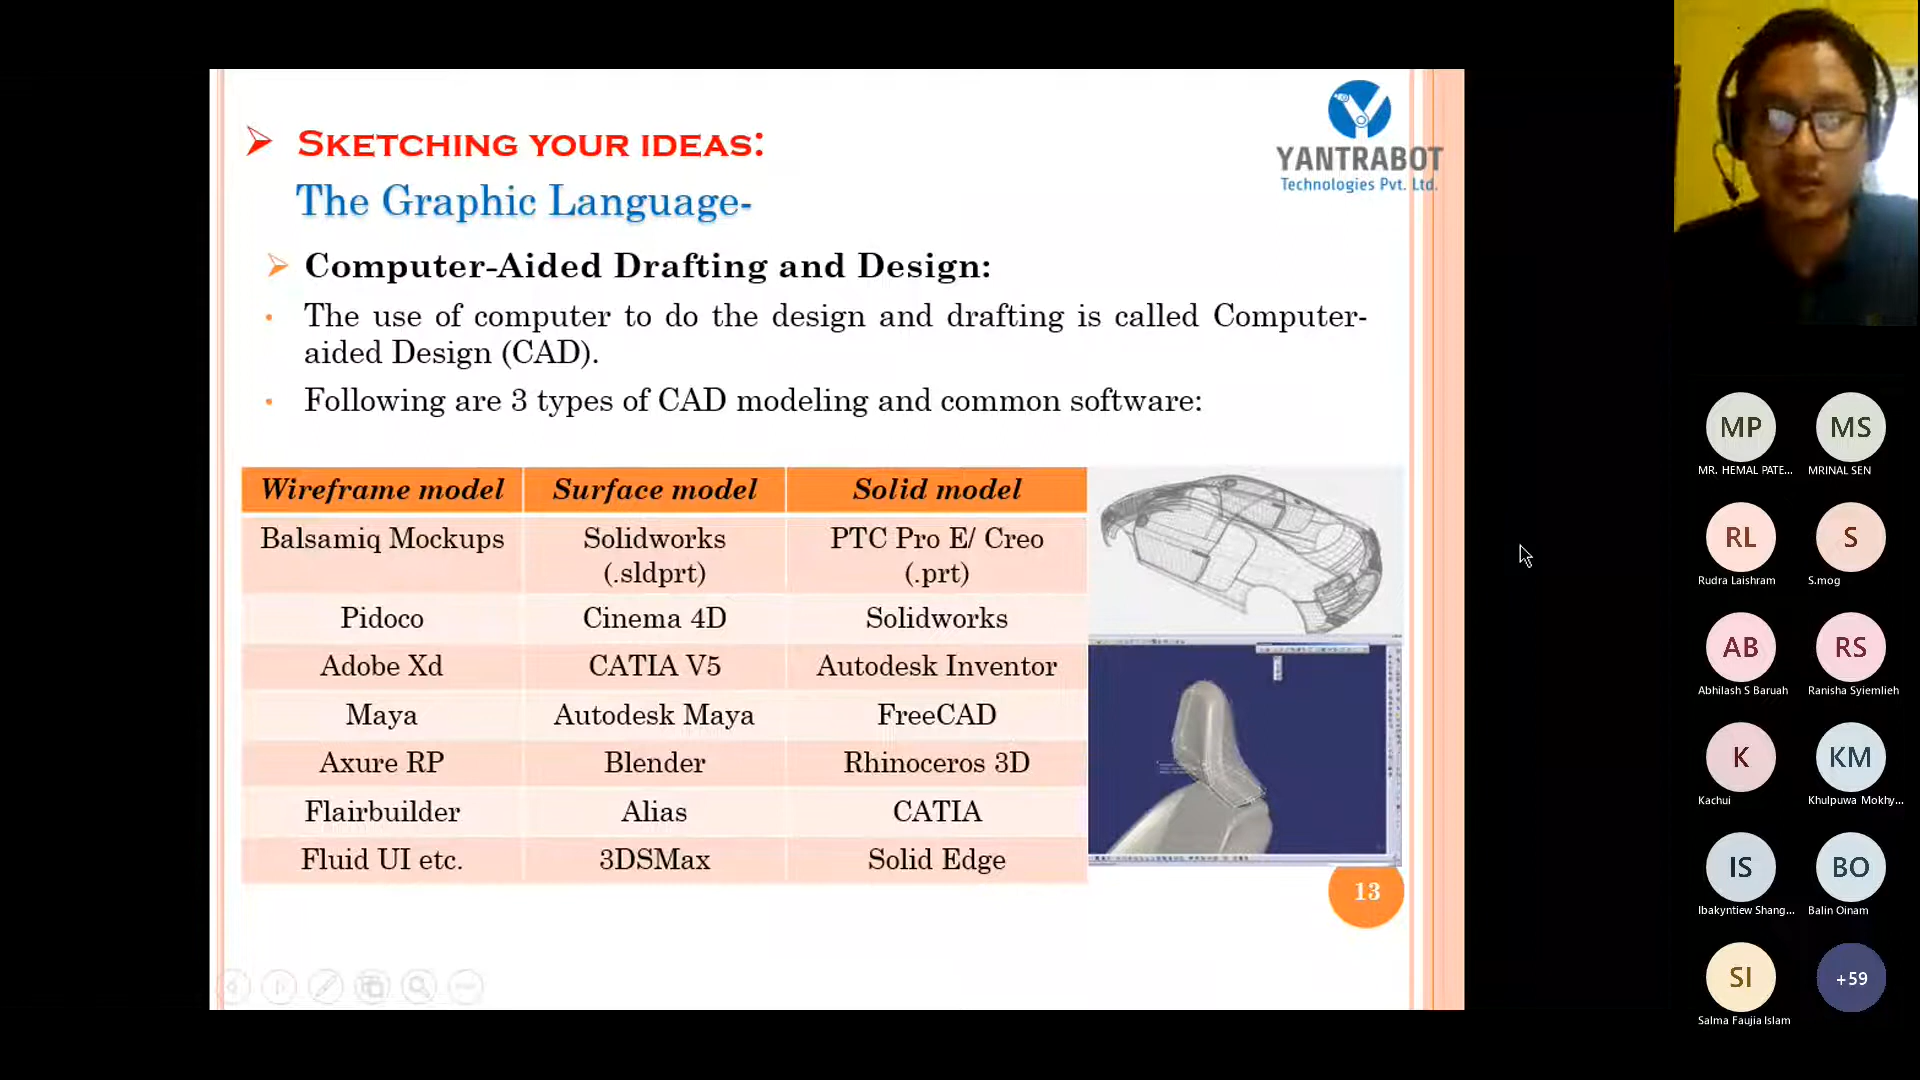 SKETCHING YOUR IDEAS:
The Graphic Language-
YANTRABOT
Technologies Pvt. Ltd.
Computer-Aided Drafting and Design:
The use of computer to do the design and drafting is called Computer-
aided Design (CAD).
Following are 3 types of CAD modeling and common software:
Wireframe model Surface model Solid model
Balsamiq Mockups Solidworks (.sldprt) PTC Pro E/ Creo (.prt)
Pidoco Cinema 4D Solidworks
Adobe Xd CATIA V5 Autodesk Inventor
Maya Autodesk Maya FreeCAD
Axure RP Blender Rhinoceros 3D
Flairbuilder Alias CATIA
Fluid UI etc. 3DSMax Solid Edge
13
MP MS
MR. HEMAL PATE... MRINAL SEN
RL S
Rudra Laishram S.mog
AB RS
Abhilash S Baruah Ranisha Syiemlieh
K KM
Kachui Khulpuwa Mokhy...
IS BO
Ibakyntiew Shang... Balin Oinam
SI +59
Salma Faujia Islam